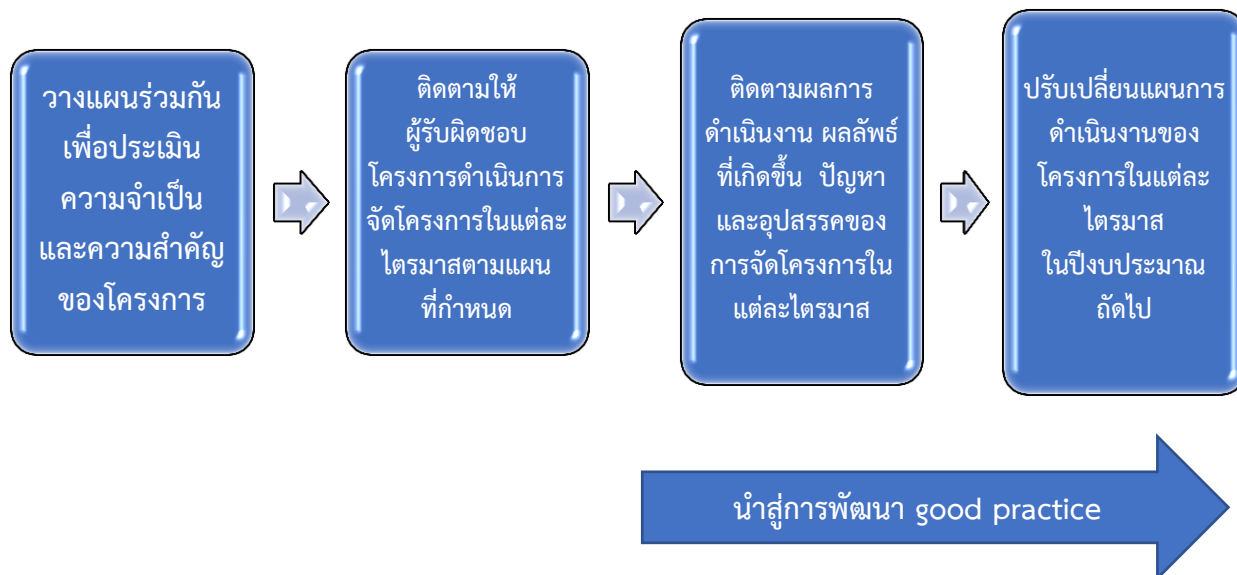 วางแผนร่วมกัน
เพื่อประเมิน
ความจำเป็น
และความสำคัญ
ของโครงการ
ติดตามให้
ผู้รับผิดชอบ
โครงการดำเนินการ
จัดโครงการในแต่ละ
ไตรมาสตามแผน
ที่กำหนด
ติดตามผลการ
ดำเนินงาน ผลลัพธ์
ที่เกิดขึ้น ปัญหา
และอุปสรรคของ
การจัดโครงการใน
แต่ละไตรมาส
ปรับเปลี่ยนแผนการ
ดำเนินงานของ
โครงการในแต่ละ
ไตรมาส
ในปีงบประมาณ
ถัดไป
นำสู่การพัฒนา good practice